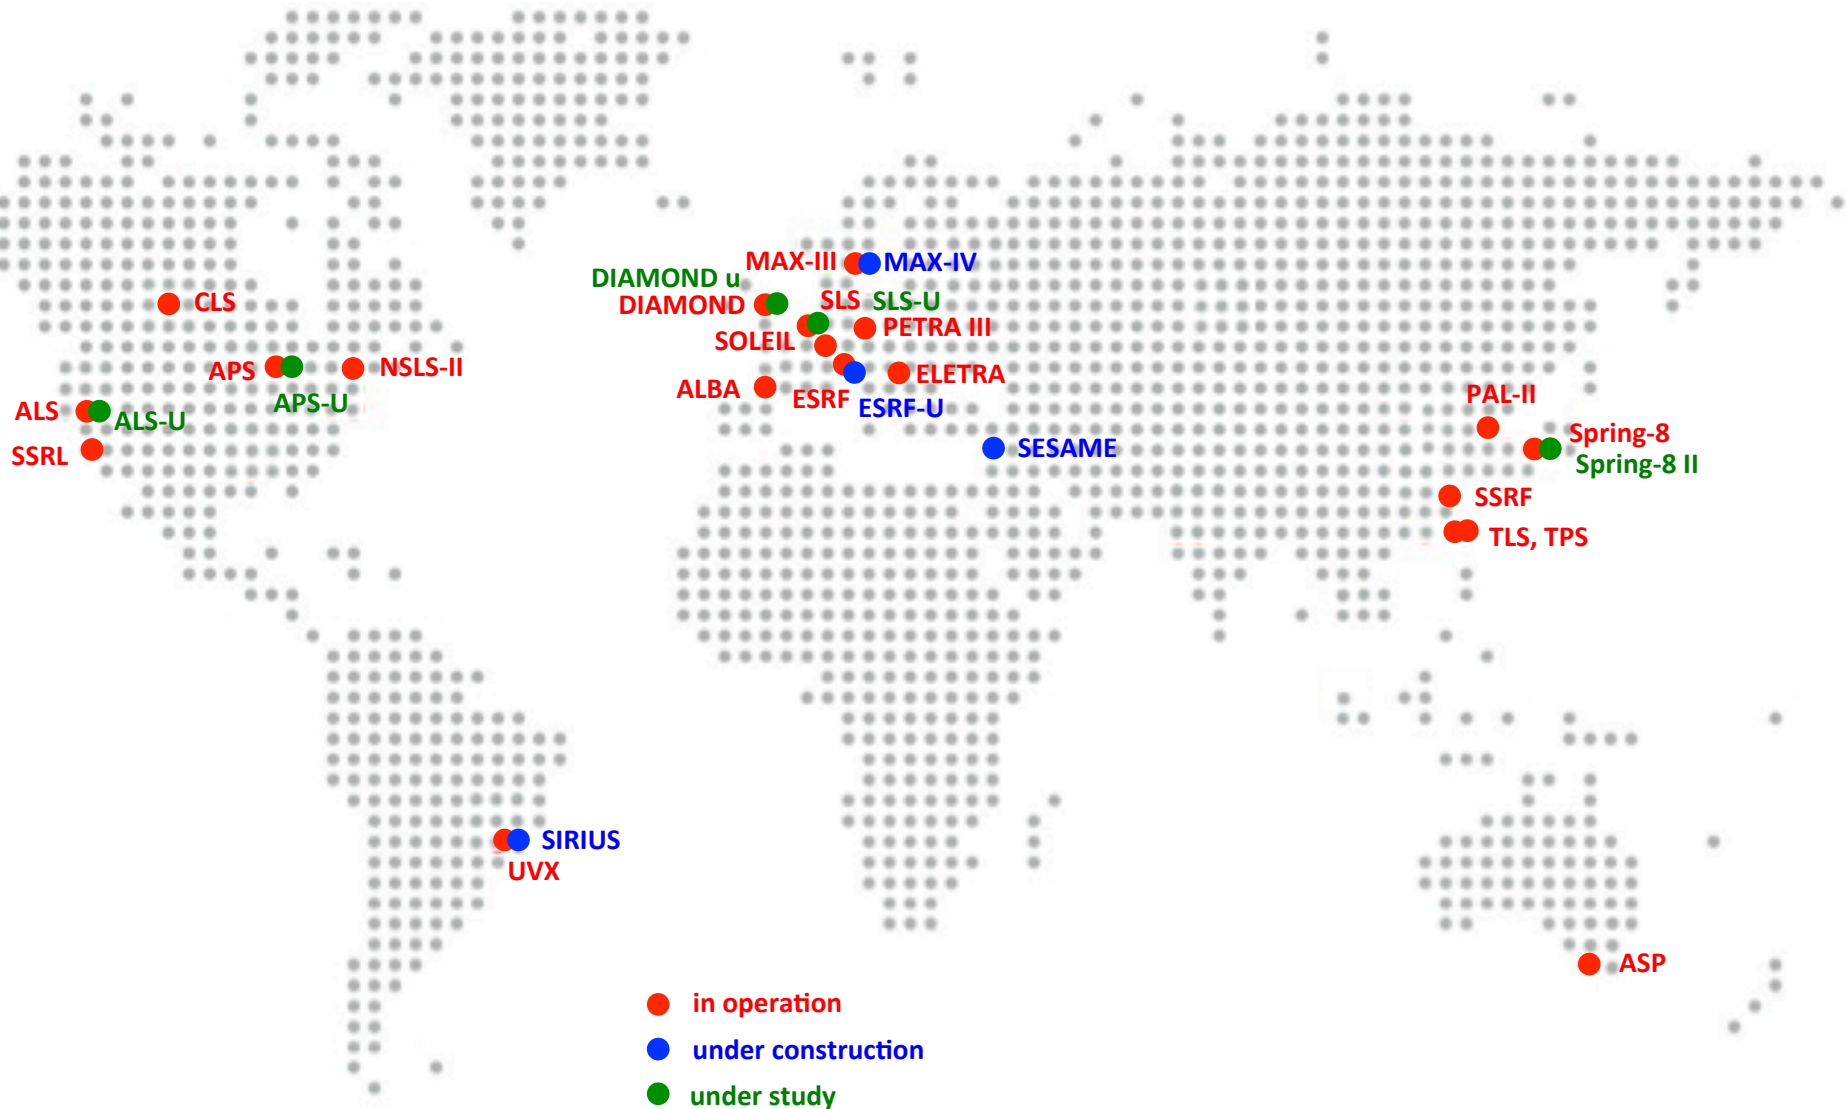 MAX-III MAX-IV
DIAMOND u
DIAMOND
SLS SLS-U
CLS
SOLEIL
PETRA III
APS
NSLS-II
ALBA
ESRF
ELETRA
ESRF-U
APS-U
ALS
ALS-U
SSRL
SESAME
PAL-II
Spring-8
Spring-8 II
SSRF
TLS, TPS
SIRIUS
UVX
ASP
in operation
under construction
under study